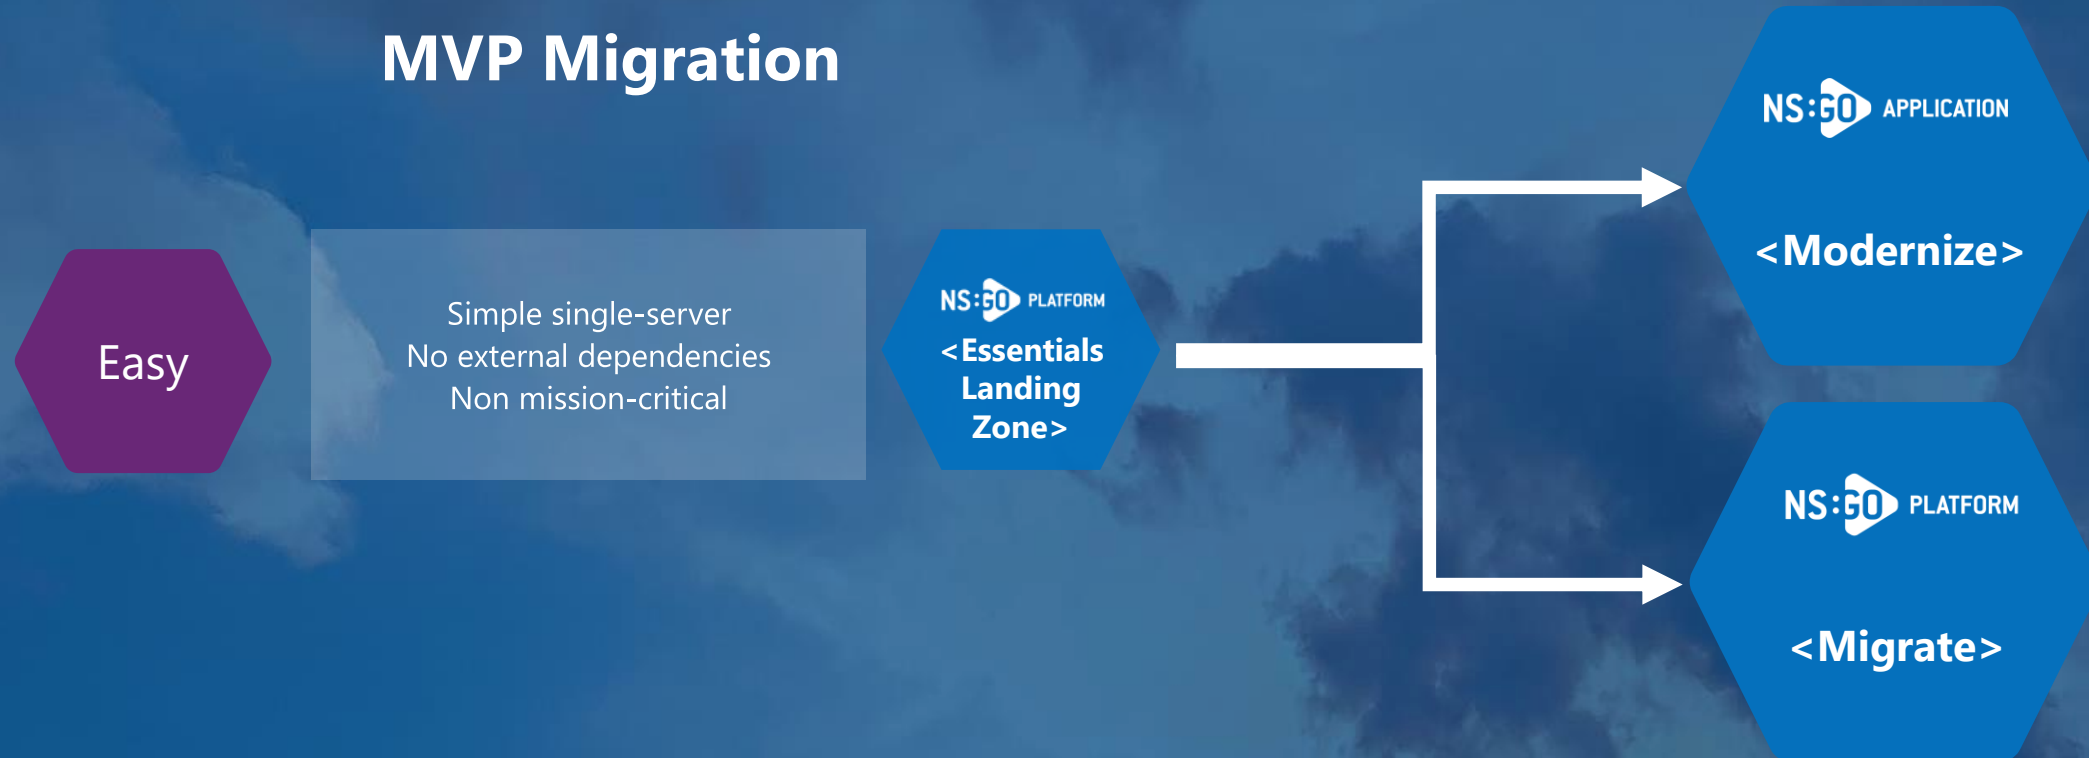 MVP Migration
Easy
Simple single-server
No external dependencies
Non mission-critical
NS:GO PLATFORM
<Essentials
Landing
Zone>
NS:GO APPLICATION
<Modernize>
NS:GO PLATFORM
<Migrate>